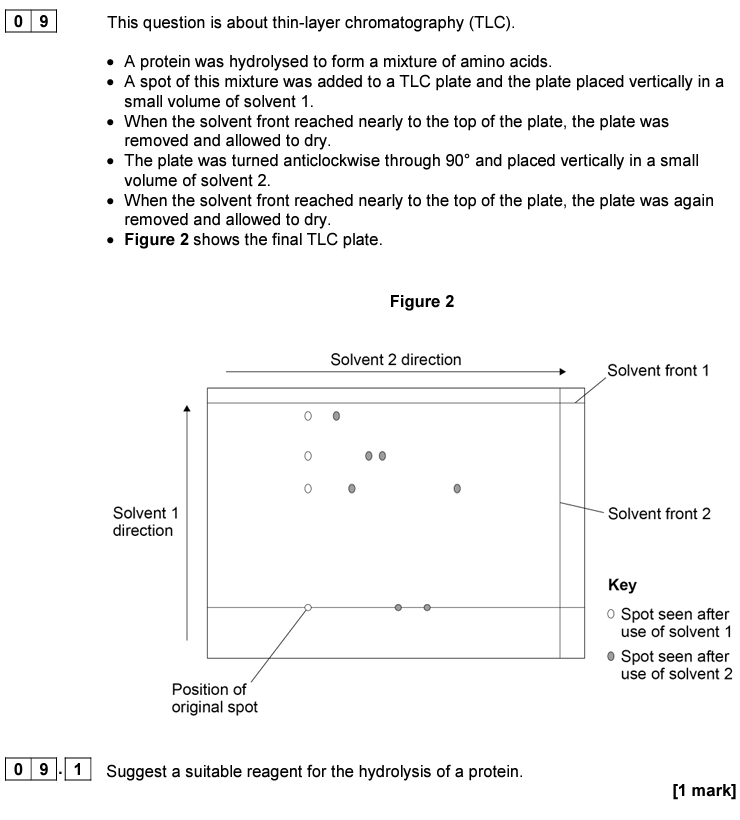 0 9 This question is about thin-layer chromatography (TLC).
• A protein was hydrolysed to form a mixture of amino acids.
• A spot of this mixture was added to a TLC plate and the plate placed vertically in a
small volume of solvent 1.
• When the solvent front reached nearly to the top of the plate, the plate was
removed and allowed to dry.
• The plate was turned anticlockwise through 90° and placed vertically in a small
volume of solvent 2.
• When the solvent front reached nearly to the top of the plate, the plate was again
removed and allowed to dry.
• Figure 2 shows the final TLC plate.
Figure 2
Solvent 2 direction
Solvent front 1
Solvent 1
direction
Solvent front 2
Key
Spot seen after
use of solvent 1
Spot seen after
use of solvent 2
Position of
original spot
0 9 . 1 Suggest a suitable reagent for the hydrolysis of a protein.
[1 mark]